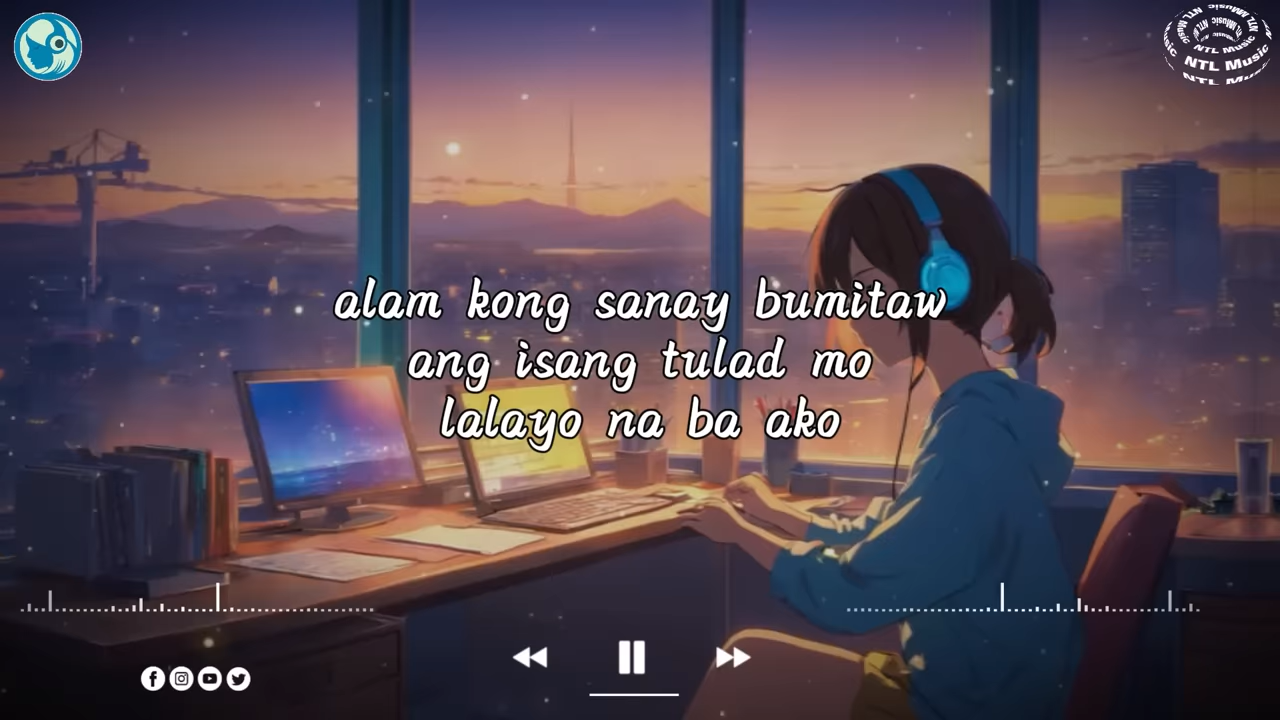 NTL Music
alam kong sanay bumitaw
ang isang tulad mo
lalayo na ba ako